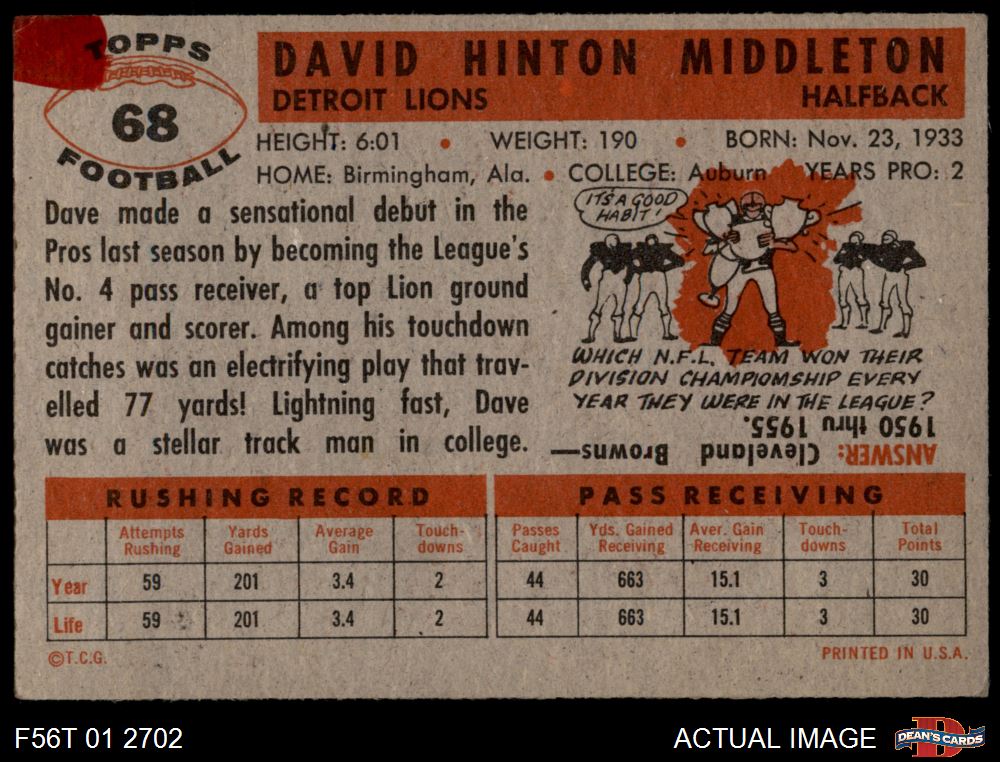 TOPPS
68
FOOTBALL
DAVID HINTON MIDDLETON
DETROIT LIONS HALFBACK
HEIGHT: 6:01 • WEIGHT: 190 • BORN: Nov. 23, 1933
HOME: Birmingham, Ala. • COLLEGE: Auburn YEARS PRO: 2
Dave made a sensational debut in the
Pros last season by becoming the League's
No. 4 pass receiver, a top Lion ground
gainer and scorer. Among his touchdown
catches was an electrifying play that trav-
elled 77 yards! Lightning fast, Dave
was a stellar track man in college.
IT'S A GOOD
HABIT!
WHICH N.F.L. TEAM WON THEIR
DIVISION CHAMPIOMSHIP EVERY
YEAR THEY WERE IN THE LEAGUE?
ANSWER: Cleveland Browns—
1950 thru 1955.
RUSHING RECORD
Attempts Rushing Yards Gained Average Gain Touch-downs
Year 59 201 3.4 2
Life 59 201 3.4 2
PASS RECEIVING
Passes Caught Yds. Gained Receiving Aver. Gain Receiving Touch-downs Total Points
44 663 15.1 3 30
44 663 15.1 3 30
©T.C.G. PRINTED IN U.S.A.
F56T 01 2702 ACTUAL IMAGE
D
DEAN'S CARDS